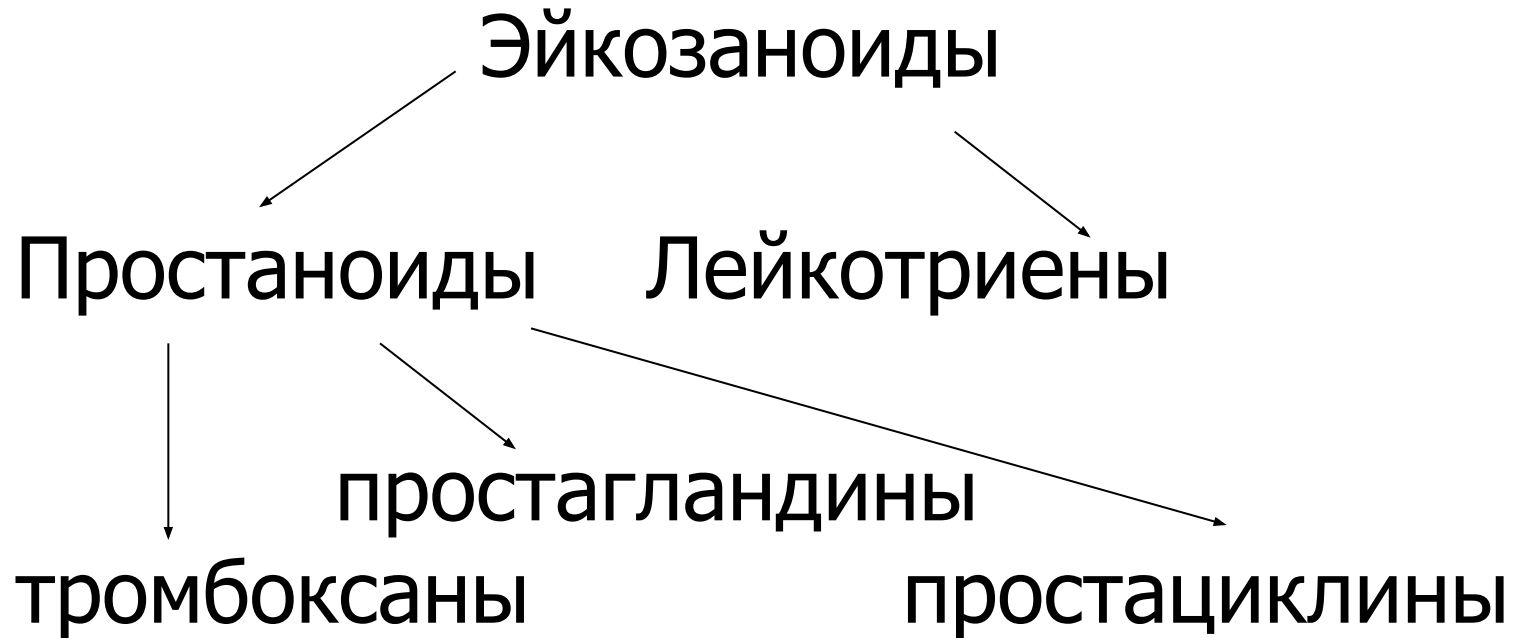 Эйкозаноиды
Простаноиды Лейкотриены
простагландины
тромбоксаны простациклины